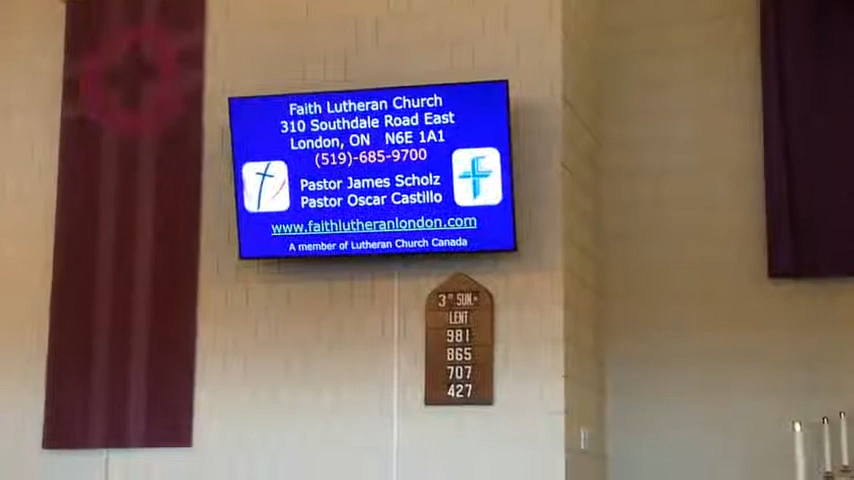 Faith Lutheran Church
310 Southdale Road East
London, ON N6E 1A1
(519)-685-9700
Pastor James Scholz
Pastor Oscar Castillo
www.faithlutheranlondon.com
A member of Lutheran Church Canada
3RD SUN. IN
LENT
981
865
707
427